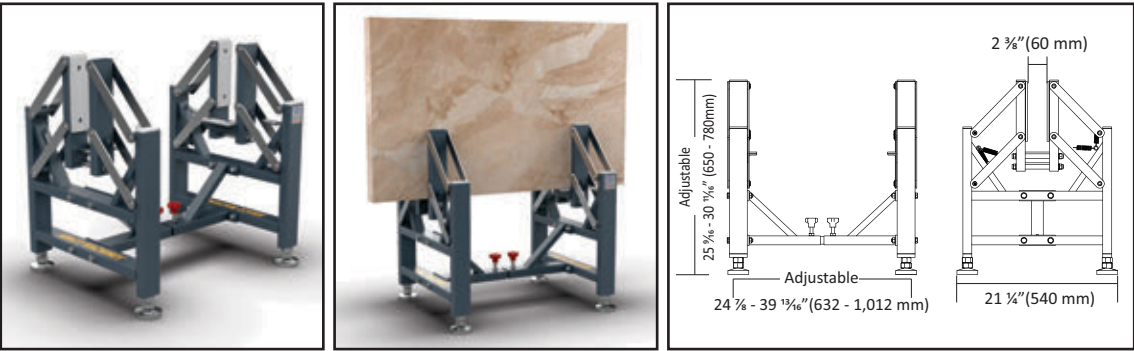 2 ⅜”(60 mm)
Adjustable
25 ⁹⁄₁₆ - 30 ¹¹⁄₁₆” (650 - 780mm)
Adjustable
24 ⅞ - 39 ¹³⁄₁₆”(632 - 1,012 mm)
21 ¼”(540 mm)